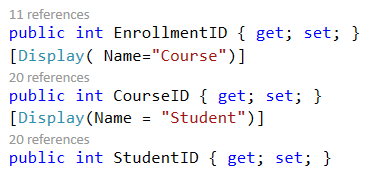 11 references
public int EnrollmentID { get; set; }
[Display( Name="Course")]
20 references
public int CourseID { get; set; }
[Display(Name = "Student")]
20 references
public int StudentID { get; set; }